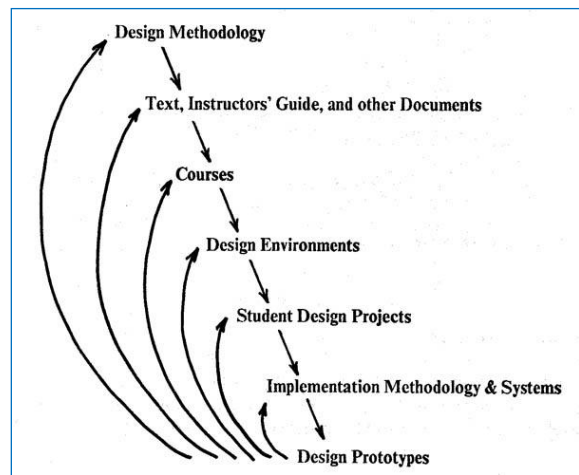 Design Methodology
Text, Instructors' Guide, and other Documents
Courses
Design Environments
Student Design Projects
Implementation Methodology & Systems
Design Prototypes